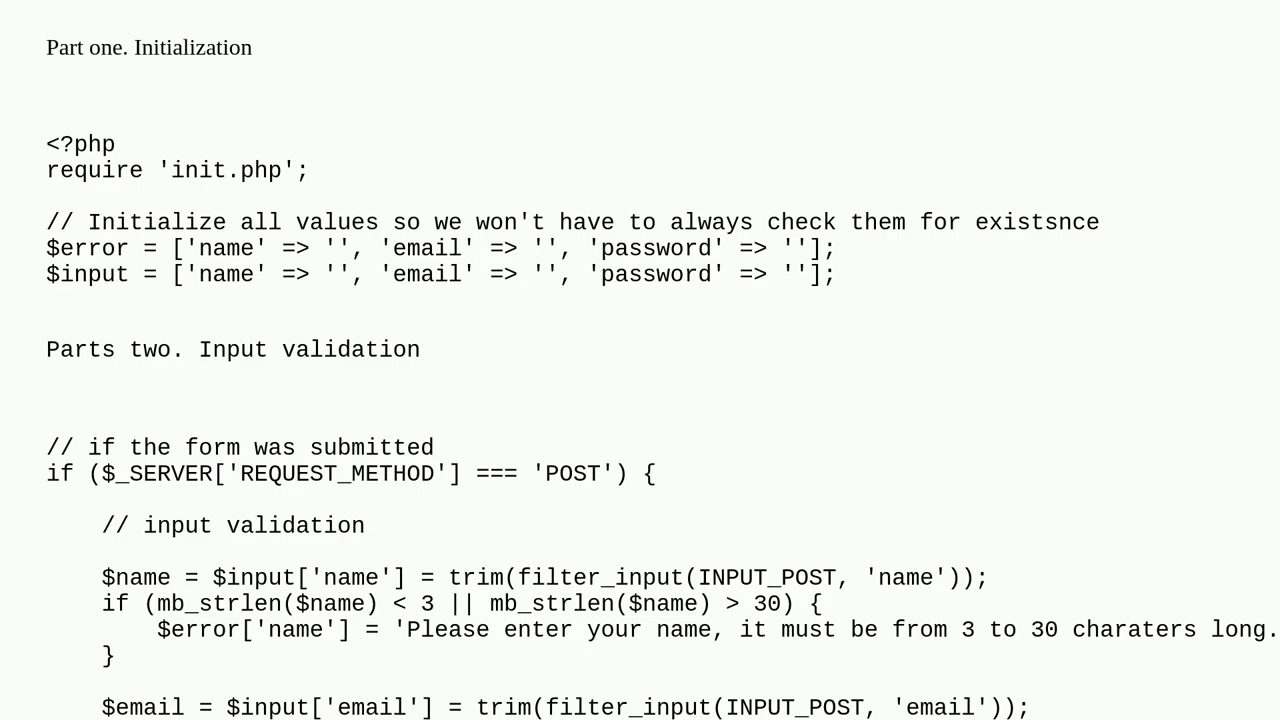 Part one. Initialization
<?php
require 'init.php';
// Initialize all values so we won't have to always check them for existsnce
$error = ['name' => '', 'email' => '', 'password' => ''];
$input = ['name' => '', 'email' => '', 'password' => ''];
Parts two. Input validation
// if the form was submitted
if ($_SERVER['REQUEST_METHOD'] === 'POST') {
// input validation
$name = $input['name'] = trim(filter_input(INPUT_POST, 'name'));
if (mb_strlen($name) < 3 || mb_strlen($name) > 30) {
$error['name'] = 'Please enter your name, it must be from 3 to 30 charaters long.
}
$email = $input['email'] = trim(filter_input(INPUT_POST, 'email'));